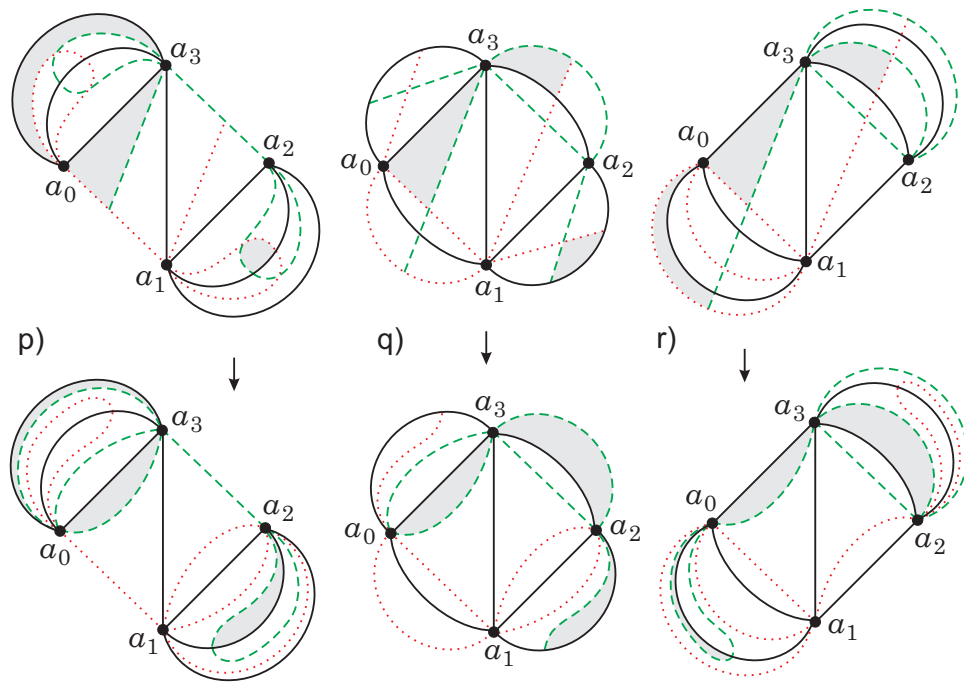 a₃ a₃ a₃
a₀ a₂ a₀ a₂ a₀ a₂
a₁ a₁ a₁
p) q) r)
a₃ a₃ a₃
a₀ a₂ a₀ a₂ a₀ a₂
a₁ a₁ a₁